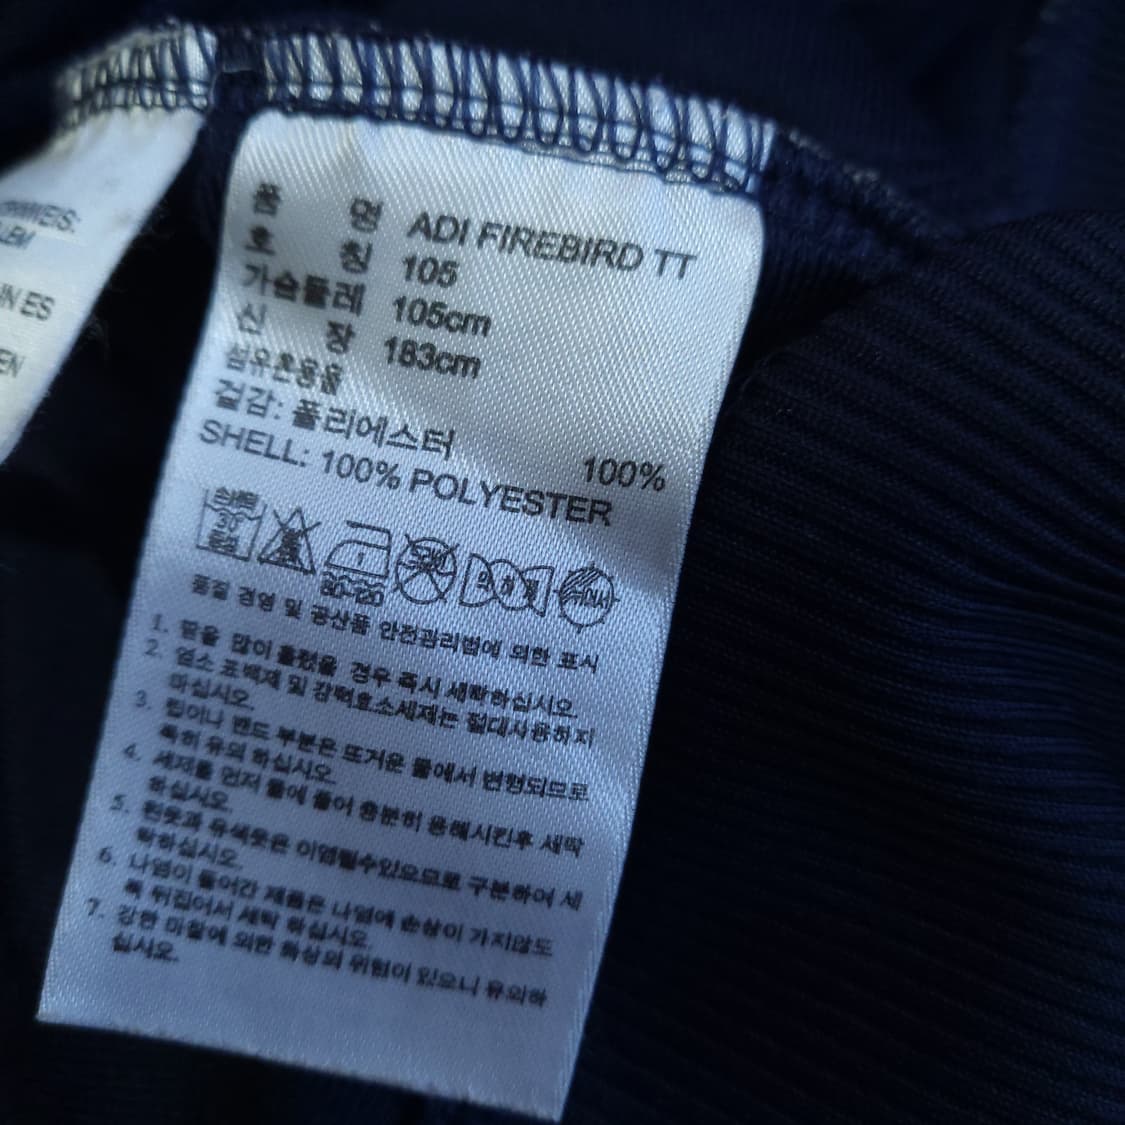 품 명 ADI FIREBIRD TT
호 칭 105
가슴둘레 105cm
신 장 183cm
섬유혼용율
겉감: 폴리에스터 100%
SHELL: 100% POLYESTER
80~120
품질 경영 및 공산품 안전관리법에 의한 표시
1. 땀을 많이 흘렸을 경우 즉시 세탁하십시오.
2. 염소 표백제 및 강력효소세제는 절대사용하지
마십시오.
3. 립이나 밴드 부분은 뜨거운 물에서 변형되므로
특히 유의 하십시오.
4. 세제를 먼저 물에 풀어 충분히 용해시킨후 세탁
하십시오.
5. 흰옷과 유색옷은 이염될수있으므로 구분하여 세
탁하십시오.
6. 나염이 들어간 제품은 나염에 손상이 가지않도
록 뒤집어서 세탁 하십시오.
7. 강한 마찰에 의한 화상의 위험이 있으니 유의하
십시오.
IN ES
EN